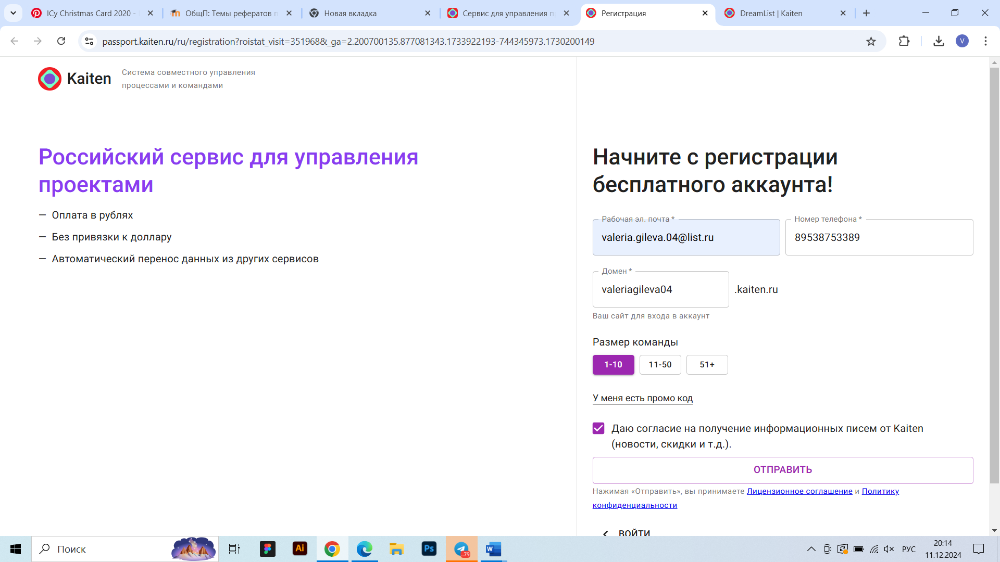 ICy Christmas Card 2020 -
ОбщП: Темы рефератов п
Новая вкладка
Сервис для управления п
Регистрация
DreamList | Kaiten
passport.kaiten.ru/ru/registration?roistat_visit=351968&_ga=2.200700135.877081343.1733922193-744345973.1730200149
V
Kaiten
Система совместного управления
процессами и командами
Российский сервис для управления
проектами
— Оплата в рублях
— Без привязки к доллару
— Автоматический перенос данных из других сервисов
Начните с регистрации
бесплатного аккаунта!
Рабочая эл. почта *
valeria.gileva.04@list.ru
Номер телефона *
89538753389
Домен *
valeriagileva04
.kaiten.ru
Ваш сайт для входа в аккаунт
Размер команды
1-10
11-50
51+
У меня есть промо код
Даю согласие на получение информационных писем от Kaiten
(новости, скидки и т.д.).
ОТПРАВИТЬ
Нажимая «Отправить», вы принимаете Лицензионное соглашение и Политику
конфиденциальности
ВОЙТИ
Поиск
Ai
Ps
..79
W
РУС
20:14
11.12.2024